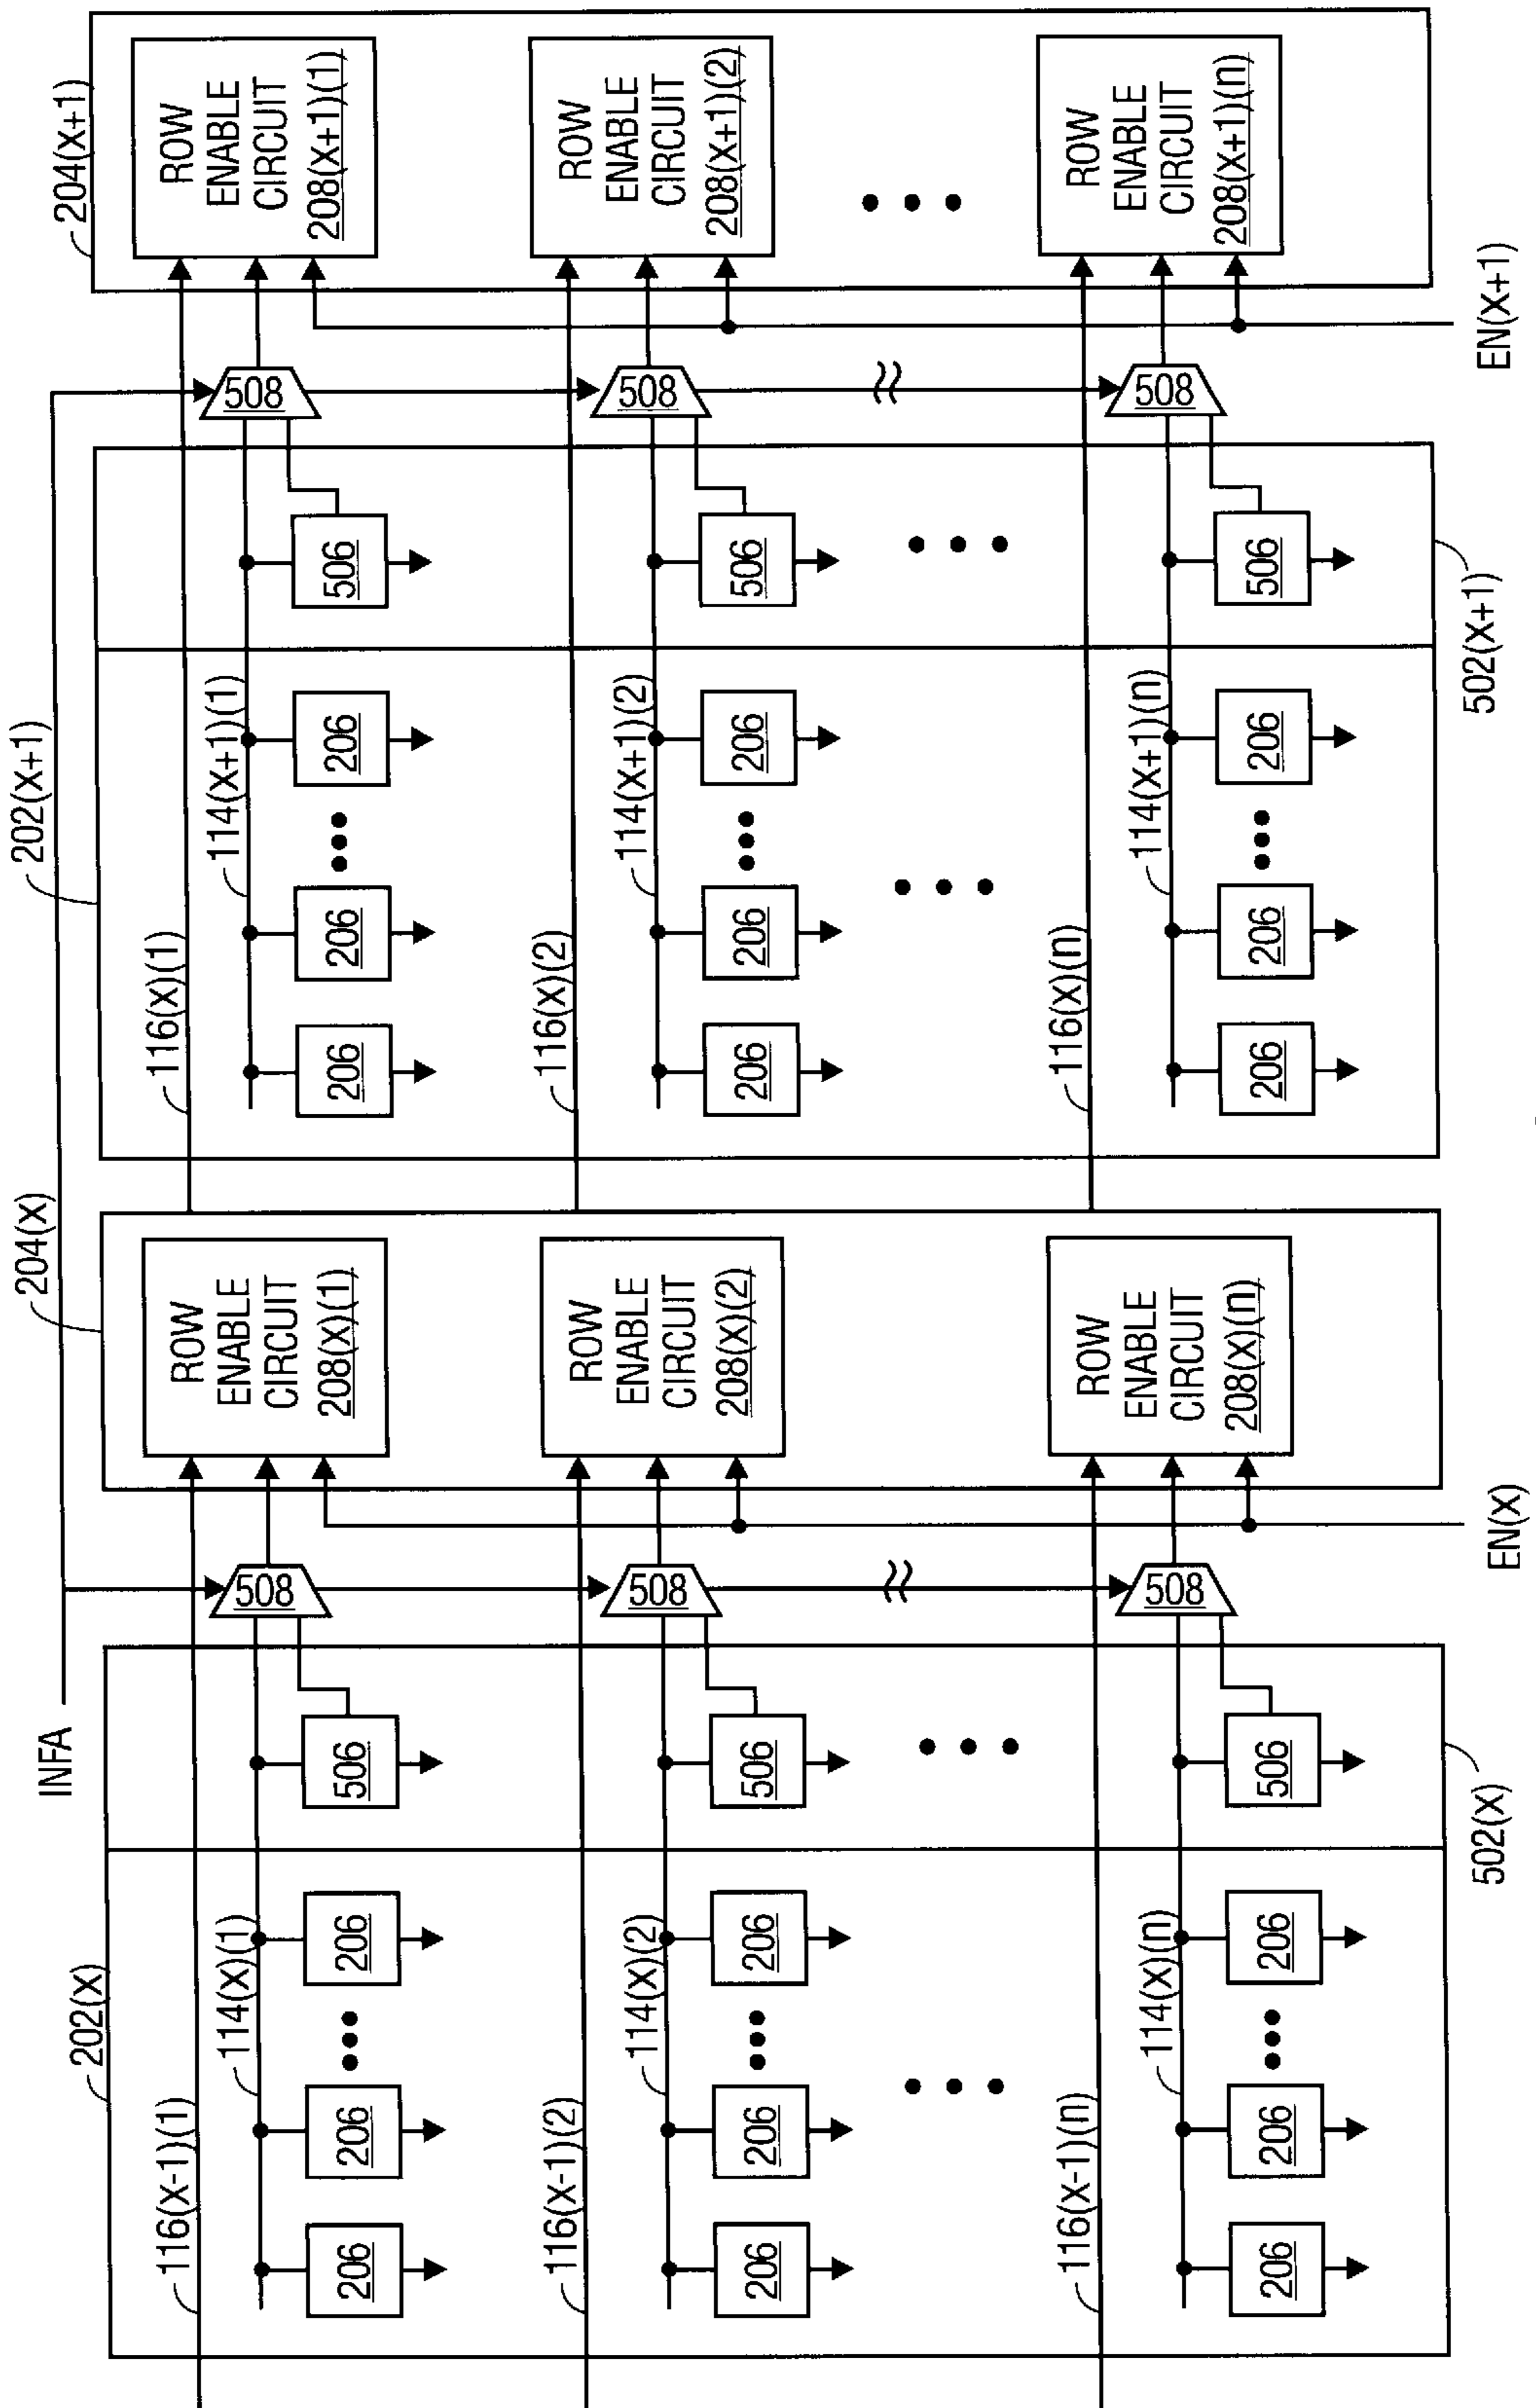 INFA
202(x)
204(x)
202(x+1)
204(x+1)
116(x-1)(1)
114(x)(1)
206
206
206
506
508
ROW
ENABLE
CIRCUIT
208(x)(1)
116(x)(1)
114(x+1)(1)
206
206
206
506
508
ROW
ENABLE
CIRCUIT
208(x+1)(1)
116(x-1)(2)
114(x)(2)
206
206
206
506
508
ROW
ENABLE
CIRCUIT
208(x)(2)
116(x)(2)
114(x+1)(2)
206
206
206
506
508
ROW
ENABLE
CIRCUIT
208(x+1)(2)
116(x-1)(n)
114(x)(n)
206
206
206
506
508
ROW
ENABLE
CIRCUIT
208(x)(n)
116(x)(n)
114(x+1)(n)
206
206
206
506
508
ROW
ENABLE
CIRCUIT
208(x+1)(n)
502(x)
EN(x)
502(x+1)
EN(x+1)